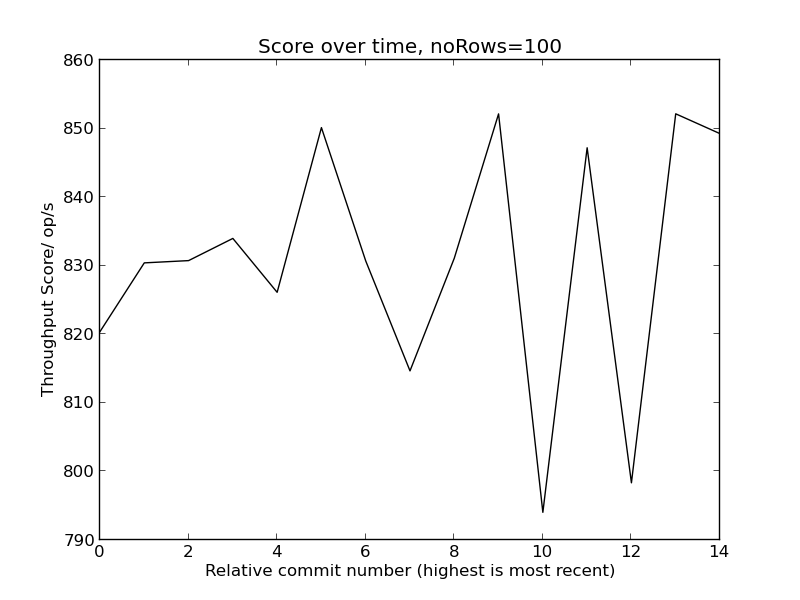 Score over time, noRows=100
Throughput Score/ op/s
860
850
840
830
820
810
800
790
0 2 4 6 8 10 12 14
Relative commit number (highest is most recent)